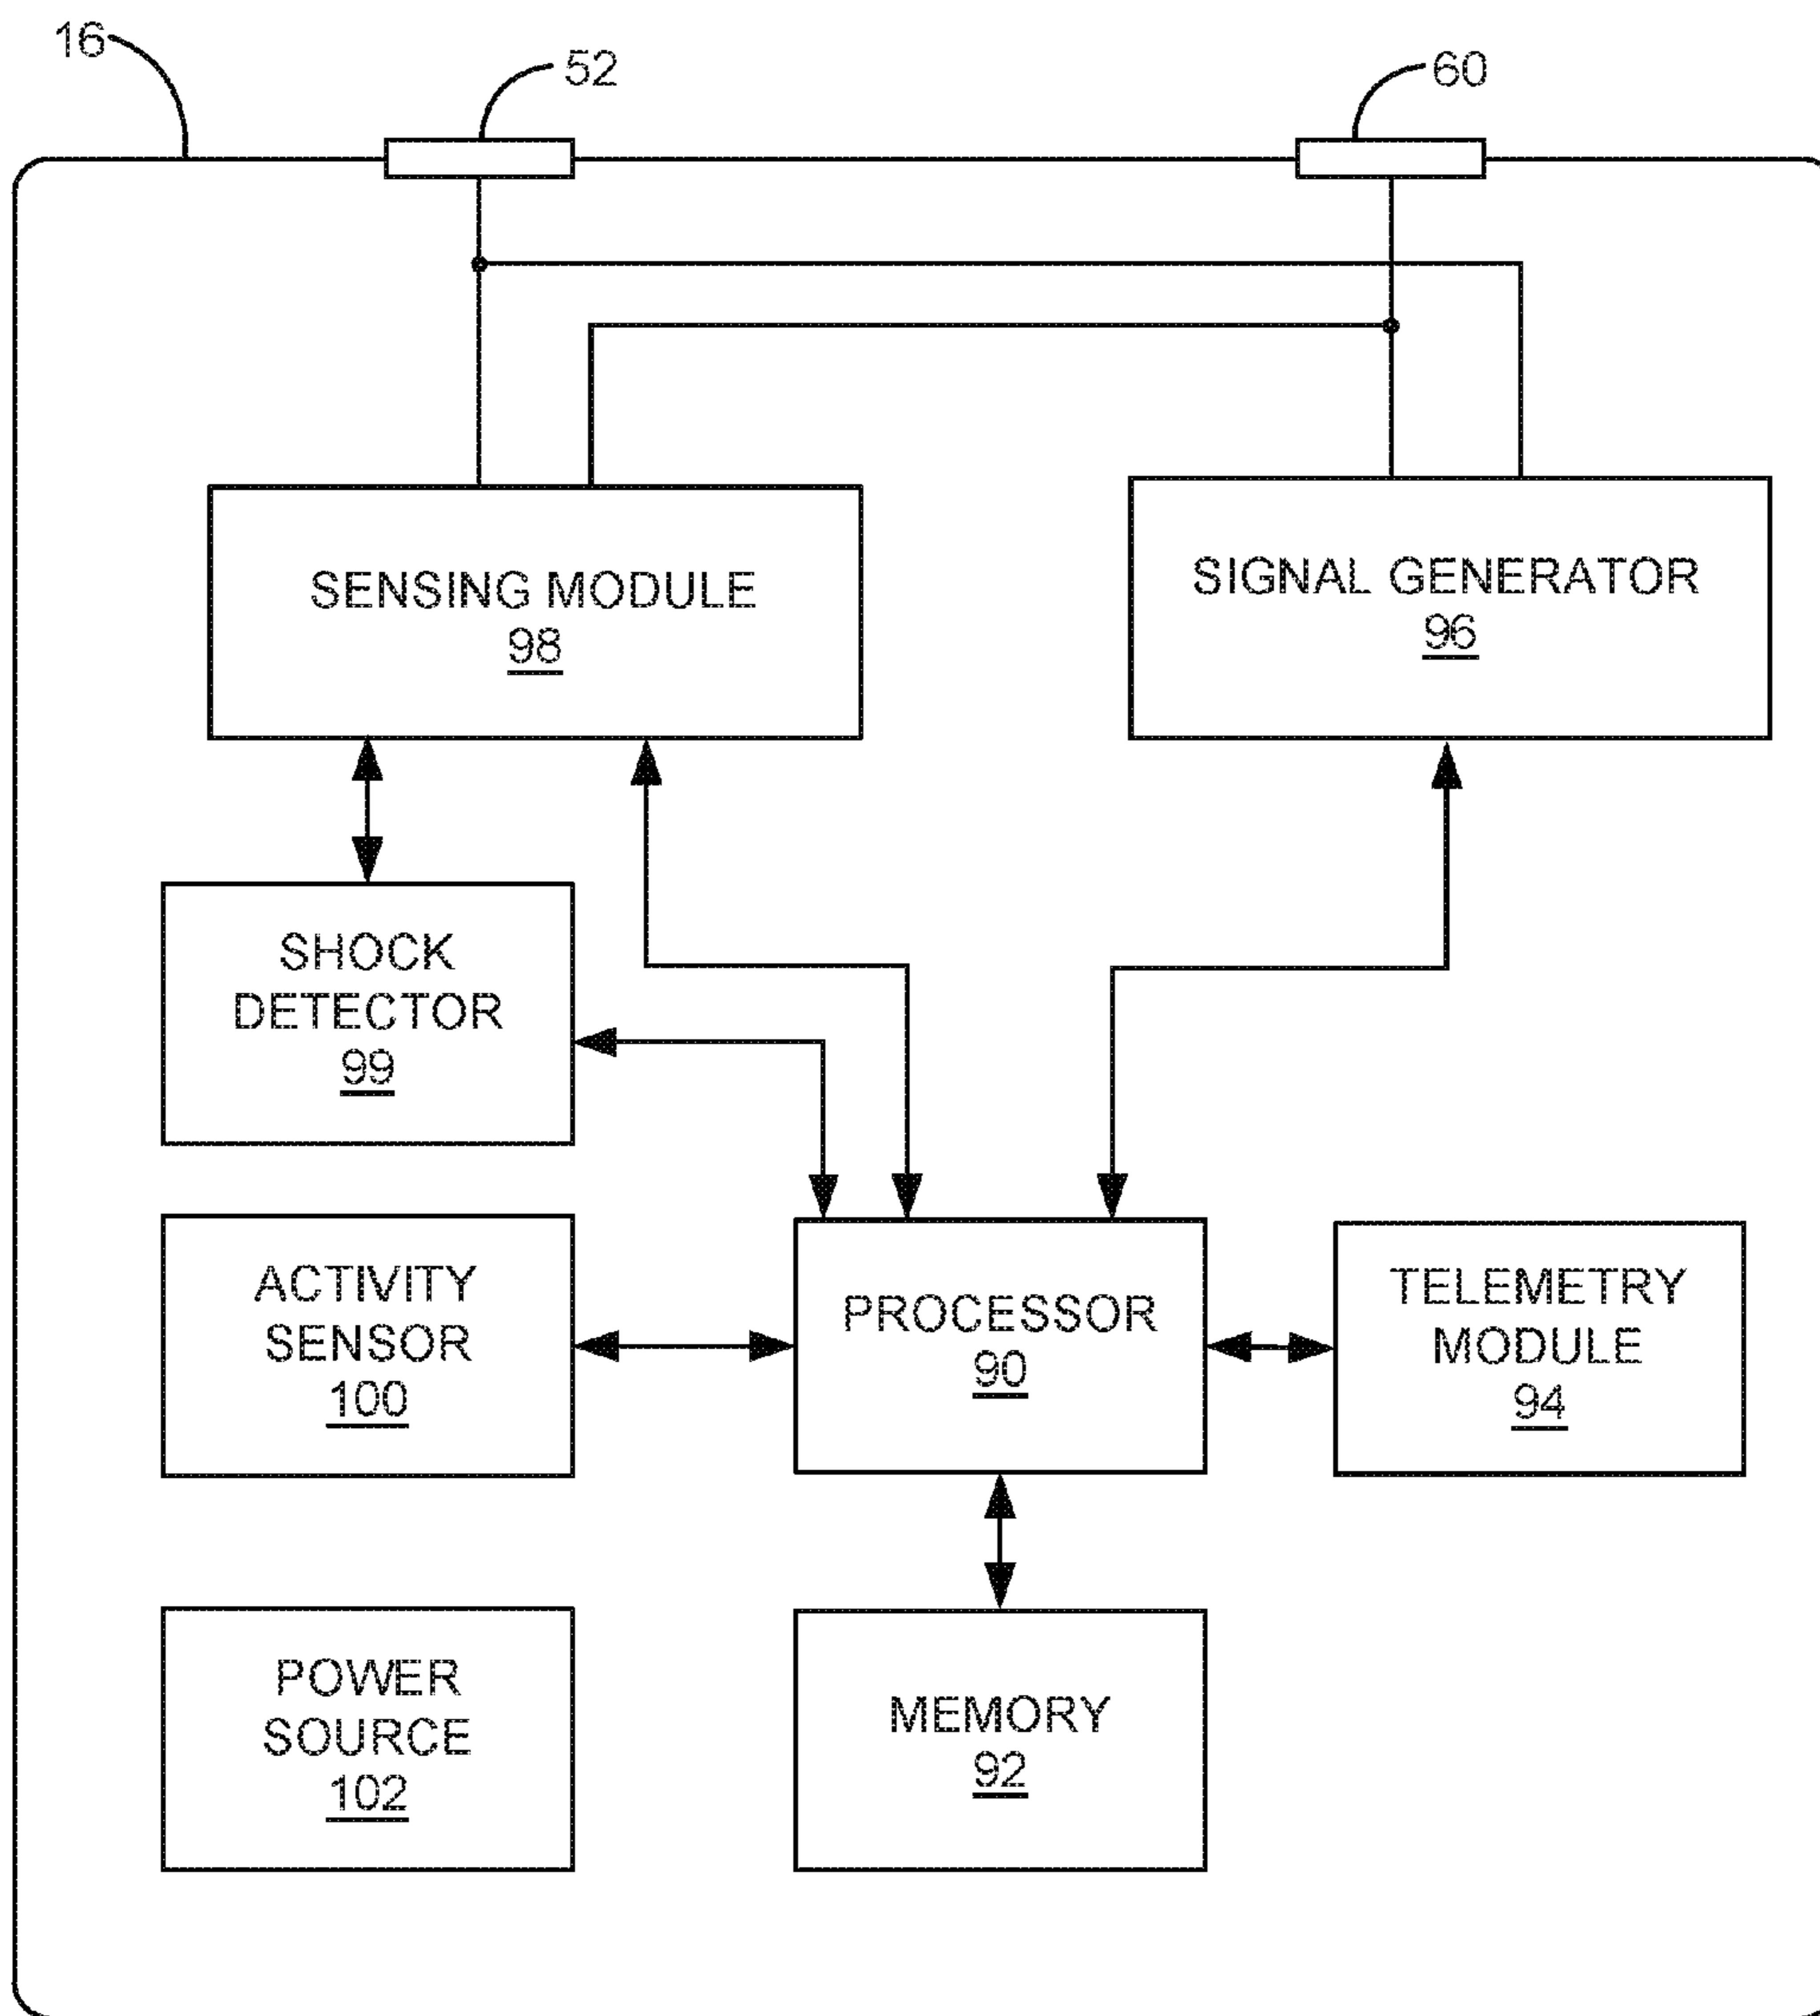 16
52
60
SENSING MODULE
98
SIGNAL GENERATOR
96
SHOCK
DETECTOR
99
ACTIVITY
SENSOR
100
PROCESSOR
90
TELEMETRY
MODULE
94
POWER
SOURCE
102
MEMORY
92